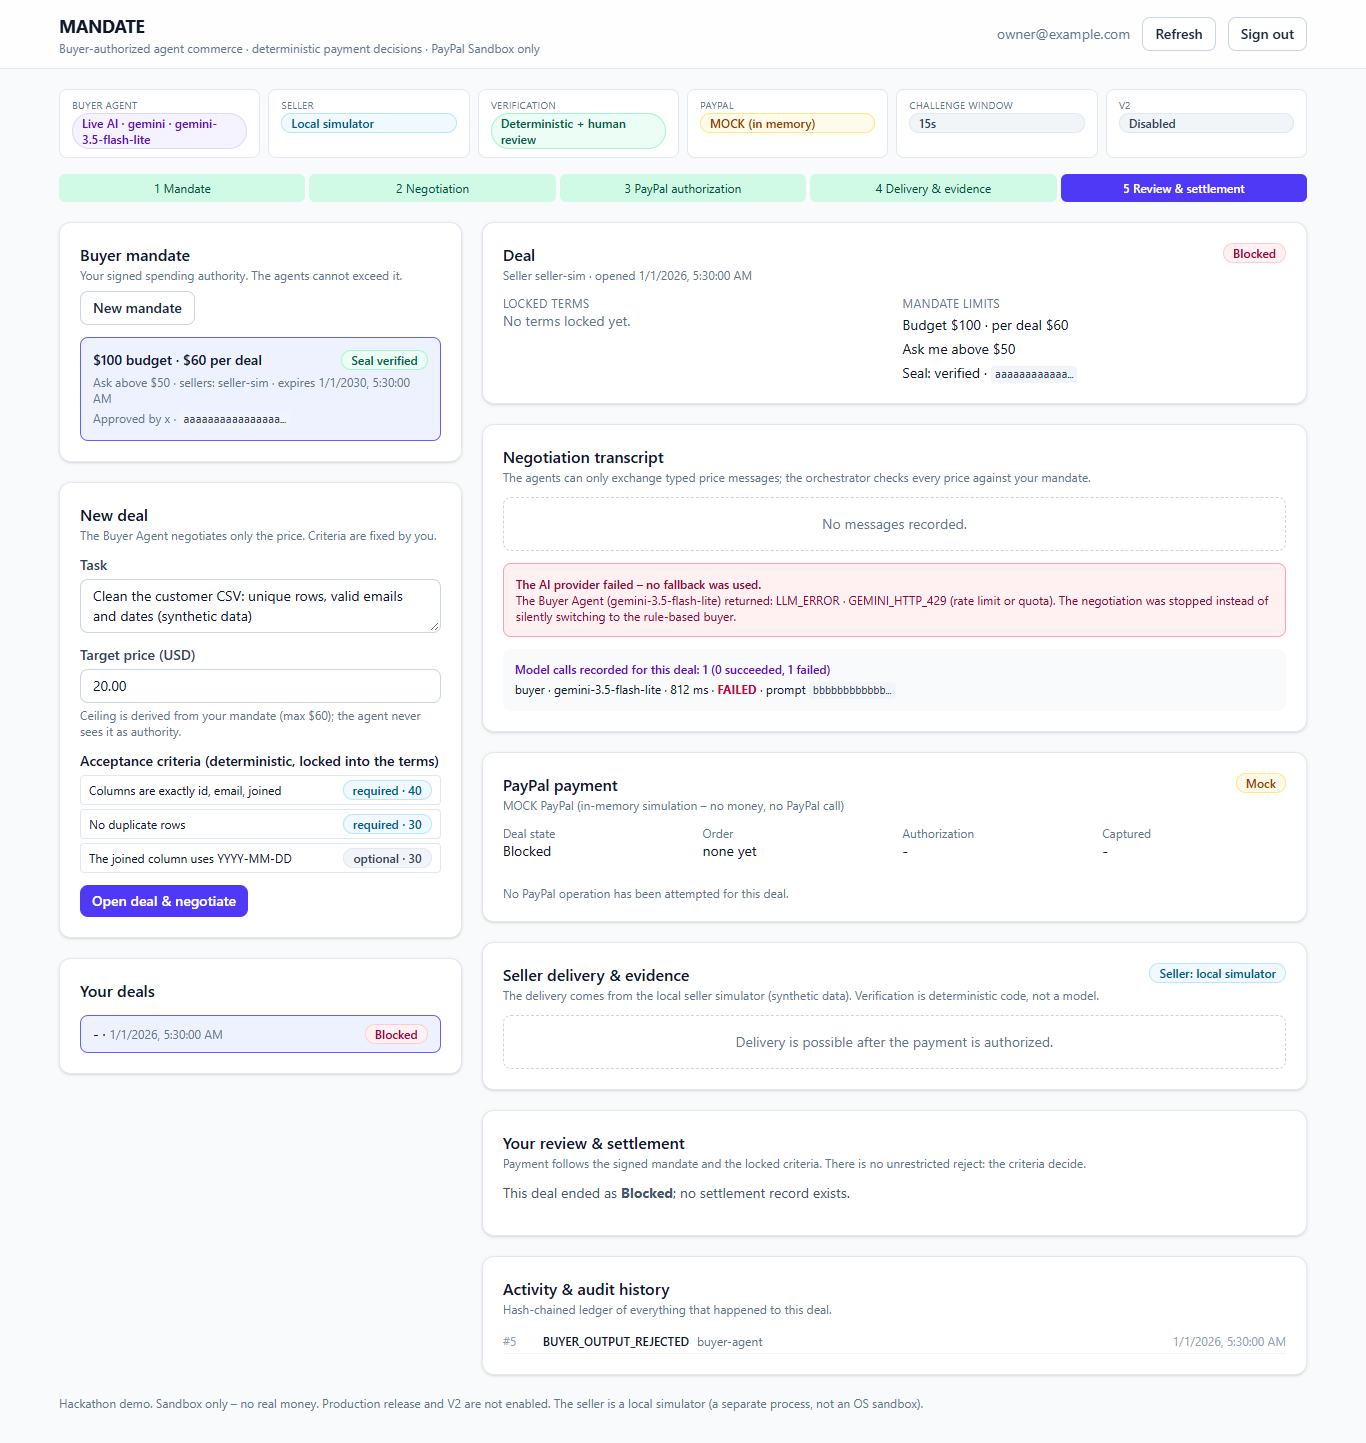 MANDATE
Buyer-authorized agent commerce · deterministic payment decisions · PayPal Sandbox only
owner@example.com
Refresh
Sign out
BUYER AGENT
Live AI · gemini · gemini-
3.5-flash-lite
SELLER
Local simulator
VERIFICATION
Deterministic + human
review
PAYPAL
MOCK (in memory)
CHALLENGE WINDOW
15s
V2
Disabled
1 Mandate
2 Negotiation
3 PayPal authorization
4 Delivery & evidence
5 Review & settlement
Buyer mandate
Your signed spending authority. The agents cannot exceed it.
New mandate
$100 budget · $60 per deal
Seal verified
Ask above $50 · sellers: seller-sim · expires 1/1/2030, 5:30:00
AM
Approved by x · aaaaaaaaaaaaaaaa…
New deal
The Buyer Agent negotiates only the price. Criteria are fixed by you.
Task
Clean the customer CSV: unique rows, valid emails
and dates (synthetic data)
Target price (USD)
20.00
Ceiling is derived from your mandate (max $60); the agent never
sees it as authority.
Acceptance criteria (deterministic, locked into the terms)
Columns are exactly id, email, joined
required · 40
No duplicate rows
required · 30
The joined column uses YYYY-MM-DD
optional · 30
Open deal & negotiate
Your deals
- · 1/1/2026, 5:30:00 AM
Blocked
Deal
Blocked
Seller seller-sim · opened 1/1/2026, 5:30:00 AM
LOCKED TERMS
No terms locked yet.
MANDATE LIMITS
Budget $100 · per deal $60
Ask me above $50
Seal: verified · aaaaaaaaaaaa…
Negotiation transcript
The agents can only exchange typed price messages; the orchestrator checks every price against your mandate.
No messages recorded.
The AI provider failed – no fallback was used.
The Buyer Agent (gemini-3.5-flash-lite) returned: LLM_ERROR · GEMINI_HTTP_429 (rate limit or quota). The negotiation was stopped instead of
silently switching to the rule-based buyer.
Model calls recorded for this deal: 1 (0 succeeded, 1 failed)
buyer · gemini-3.5-flash-lite · 812 ms · FAILED · prompt bbbbbbbbbbbb…
PayPal payment
Mock
MOCK PayPal (in-memory simulation – no money, no PayPal call)
Deal state
Blocked
Order
none yet
Authorization
-
Captured
-
No PayPal operation has been attempted for this deal.
Seller delivery & evidence
Seller: local simulator
The delivery comes from the local seller simulator (synthetic data). Verification is deterministic code, not a model.
Delivery is possible after the payment is authorized.
Your review & settlement
Payment follows the signed mandate and the locked criteria. There is no unrestricted reject: the criteria decide.
This deal ended as Blocked; no settlement record exists.
Activity & audit history
Hash-chained ledger of everything that happened to this deal.
#5 BUYER_OUTPUT_REJECTED buyer-agent
1/1/2026, 5:30:00 AM
Hackathon demo. Sandbox only – no real money. Production release and V2 are not enabled. The seller is a local simulator (a separate process, not an OS sandbox).